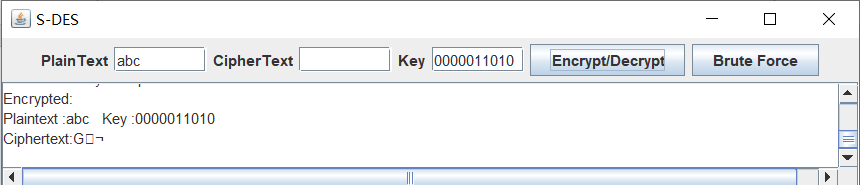 S-DES
PlainText abc CipherText Key 0000011010 Encrypt/Decrypt Brute Force
Encrypted:
Plaintext :abc Key :0000011010
Ciphertext:G□¬